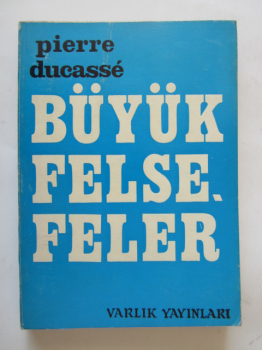 pierre
ducassé
BÜYÜK
FELSE-
FELER
VARLIK YAYINLARI